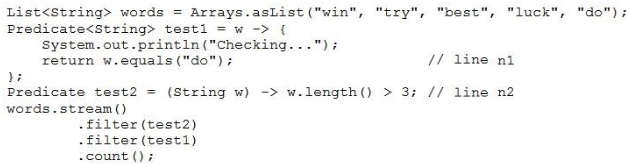 List<String> words = Arrays.asList("win", "try", "best", "luck", "do");
Predicate<String> test1 = w -> {
    System.out.println("Checking...");
    return w.equals("do");                          // line n1
};
Predicate test2 = (String w) -> w.length() > 3; // line n2
words.stream()
        .filter(test2)
        .filter(test1)
        .count();